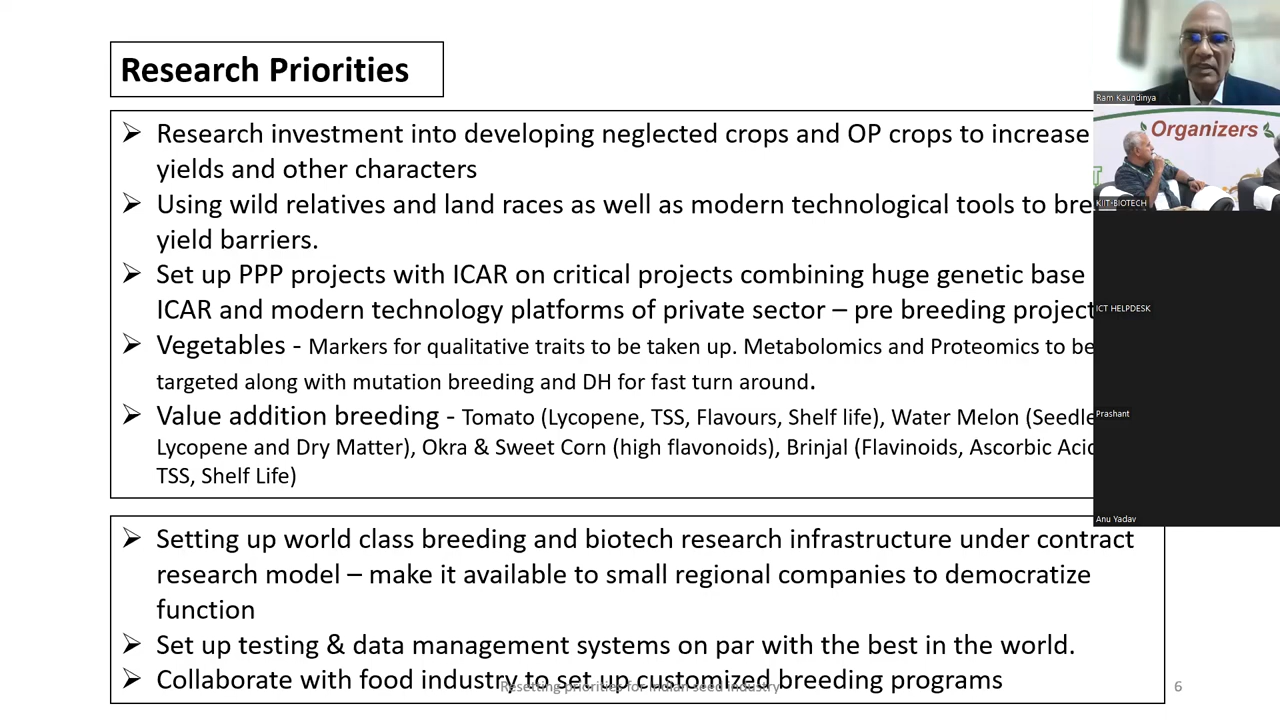 Research Priorities
➢ Research investment into developing neglected crops and OP crops to increase
yields and other characters
➢ Using wild relatives and land races as well as modern technological tools to
yield barriers.
➢ Set up PPP projects with ICAR on critical projects combining huge genetic base
ICAR and modern technology platforms of private sector – pre breeding project
➢ Vegetables - Markers for qualitative traits to be taken up. Metabolomics and Proteomics to be
targeted along with mutation breeding and DH for fast turn around.
➢ Value addition breeding - Tomato (Lycopene, TSS, Flavours, Shelf life), Water Melon
Lycopene and Dry Matter), Okra & Sweet Corn (high flavonoids), Brinjal (Flavinoids, Ascorbic
TSS, Shelf Life)
➢ Setting up world class breeding and biotech research infrastructure under contract
research model – make it available to small regional companies to democratize
function
➢ Set up testing & data management systems on par with the best in the world.
➢ Collaborate with food industry to set up customized breeding programs
Resetting priorities for Indian seed industry
6
Ram Kaundinya
Organizers
KIIT-BIOTECH
ICT HELPDESK
Prashant
Anu Yadav